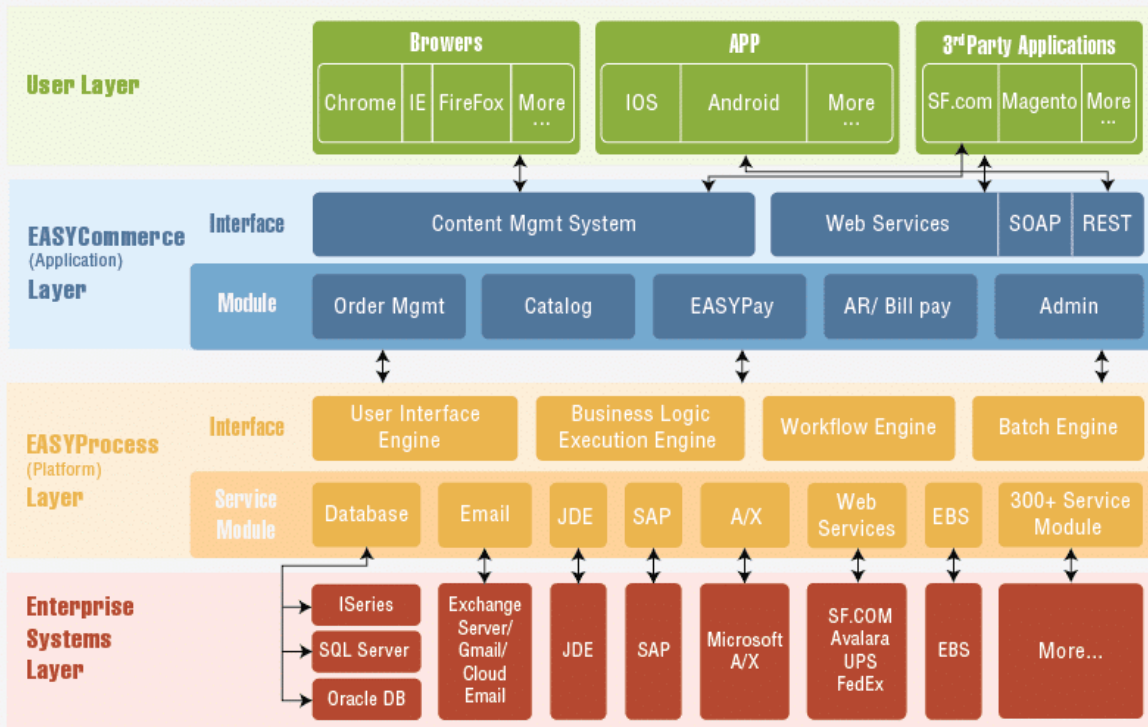 Browers
APP
3rd Party Applications
User Layer
Chrome
IE
FireFox
More
...
IOS
Android
More
...
SF.com
Magento
More
...
EASYCommerce
(Application)
Layer
Interface
Content Mgmt System
Web Services
SOAP
REST
Module
Order Mgmt
Catalog
EASYPay
AR/ Bill pay
Admin
EASYProcess
(Platform)
Layer
Interface
User Interface
Engine
Business Logic
Execution Engine
Workflow Engine
Batch Engine
Service
Module
Database
Email
JDE
SAP
A/X
Web
Services
EBS
300+ Service
Module
Enterprise
Systems
Layer
ISeries
SQL Server
Oracle DB
Exchange
Server/
Gmail/
Cloud
Email
JDE
SAP
Microsoft
A/X
SF.COM
Avalara
UPS
FedEx
EBS
More...